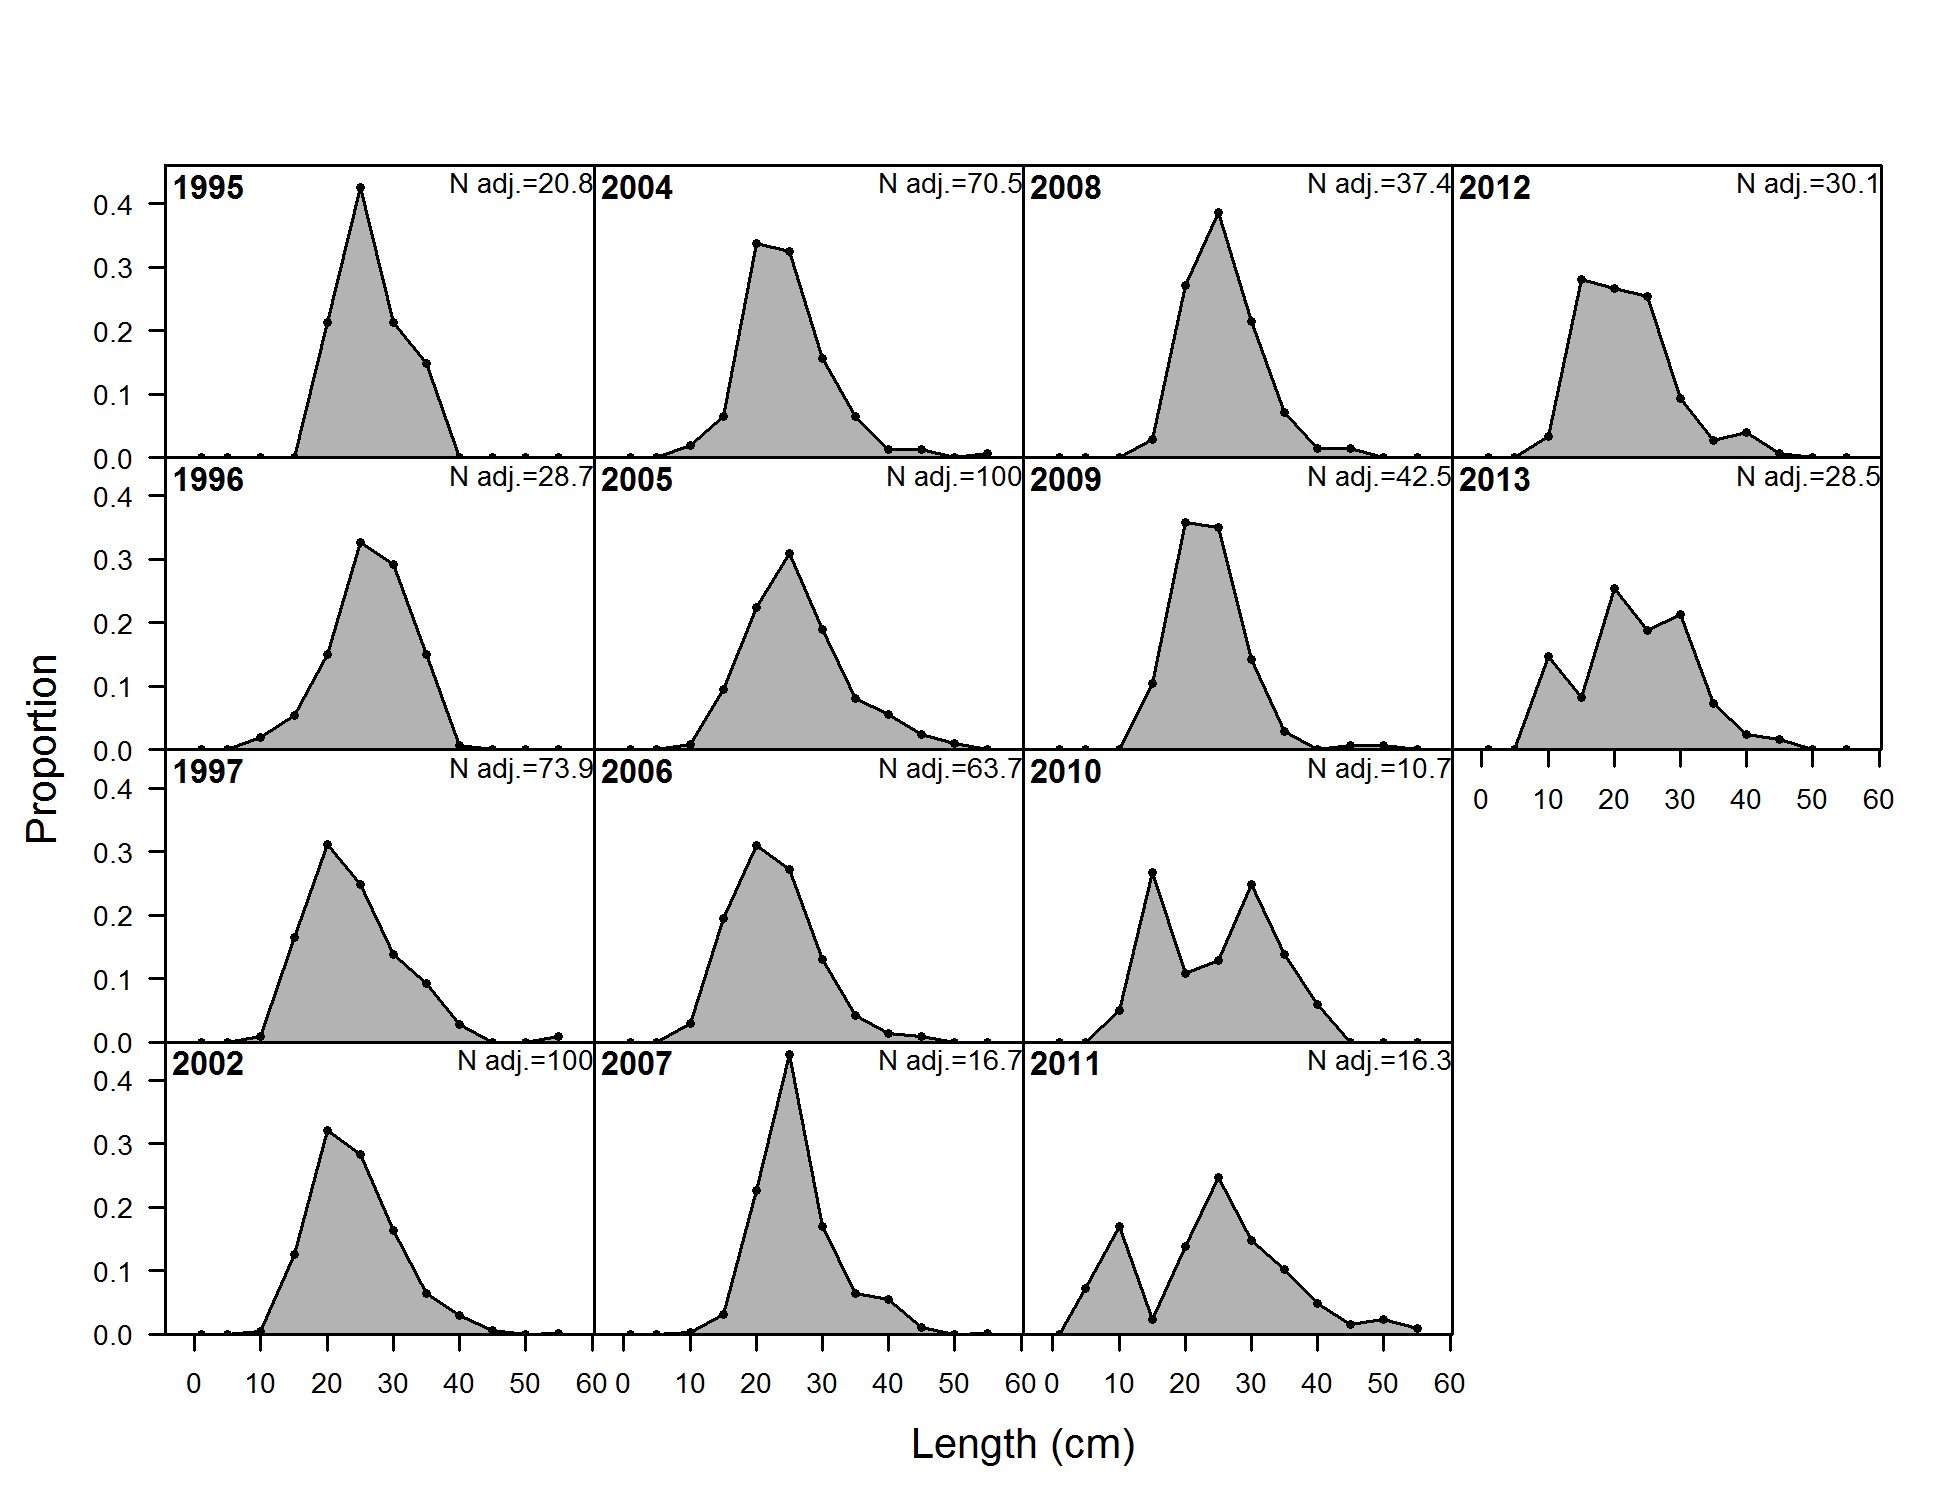 1995 N adj.=20.8 2004 N adj.=70.5 2008 N adj.=37.4 2012 N adj.=30.1
0.4
0.3
0.2
0.1
0.0
1996 N adj.=28.7 2005 N adj.=100 2009 N adj.=42.5 2013 N adj.=28.5
0.4
0.3
0.2
0.1
0.0
0 10 20 30 40 50 60
1997 N adj.=73.9 2006 N adj.=63.7 2010 N adj.=10.7
0.4
0.3
0.2
0.1
0.0
2002 N adj.=100 2007 N adj.=16.7 2011 N adj.=16.3
0.4
0.3
0.2
0.1
0.0
0 10 20 30 40 50 60 0 10 20 30 40 50 60 0 10 20 30 40 50 60
Proportion
Length (cm)